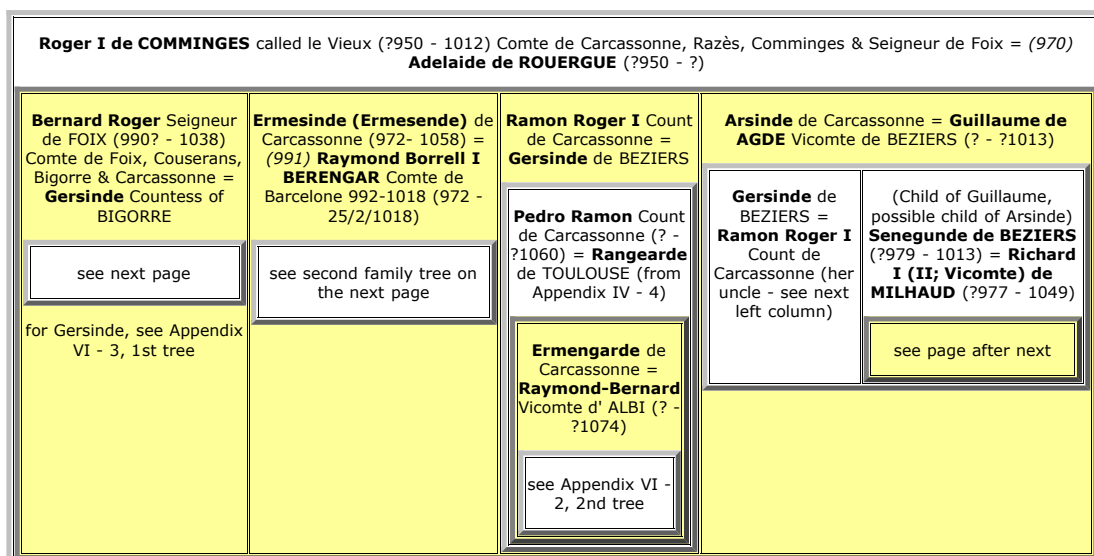 Roger I de COMMINGES called le Vieux (?950 - 1012) Comte de Carcassonne, Razès, Comminges & Seigneur de Foix = (970)
Adelaide de ROUERGUE (?950 - ?)
Bernard Roger Seigneur
de FOIX (990? - 1038)
Comte de Foix, Couserans,
Bigorre & Carcassonne =
Gersinde Countess of
BIGORRE
see next page
for Gersinde, see Appendix
VI - 3, 1st tree
Ermesinde (Ermesende) de
Carcassonne (972- 1058) =
(991) Raymond Borrell I
BERENGAR Comte de
Barcelone 992-1018 (972 -
25/2/1018)
see second family tree on
the next page
Ramon Roger I Count
de Carcassonne =
Gersinde de BEZIERS
Pedro Ramon Count
de Carcassonne (? -
?1060) = Rangearde
de TOULOUSE (from
Appendix IV - 4)
Ermengarde de
Carcassonne =
Raymond-Bernard
Vicomte d' ALBI (? -
?1074)
see Appendix VI -
2, 2nd tree
Arsinde de Carcassonne = Guillaume de
AGDE Vicomte de BEZIERS (? - ?1013)
Gersinde de
BEZIERS =
Ramon Roger I
Count de
Carcassonne (her
uncle - see next
left column)
(Child of Guillaume,
possible child of Arsinde)
Senegunde de BEZIERS
(?979 - 1013) = Richard
I (II; Vicomte) de
MILHAUD (?977 - 1049)
see page after next